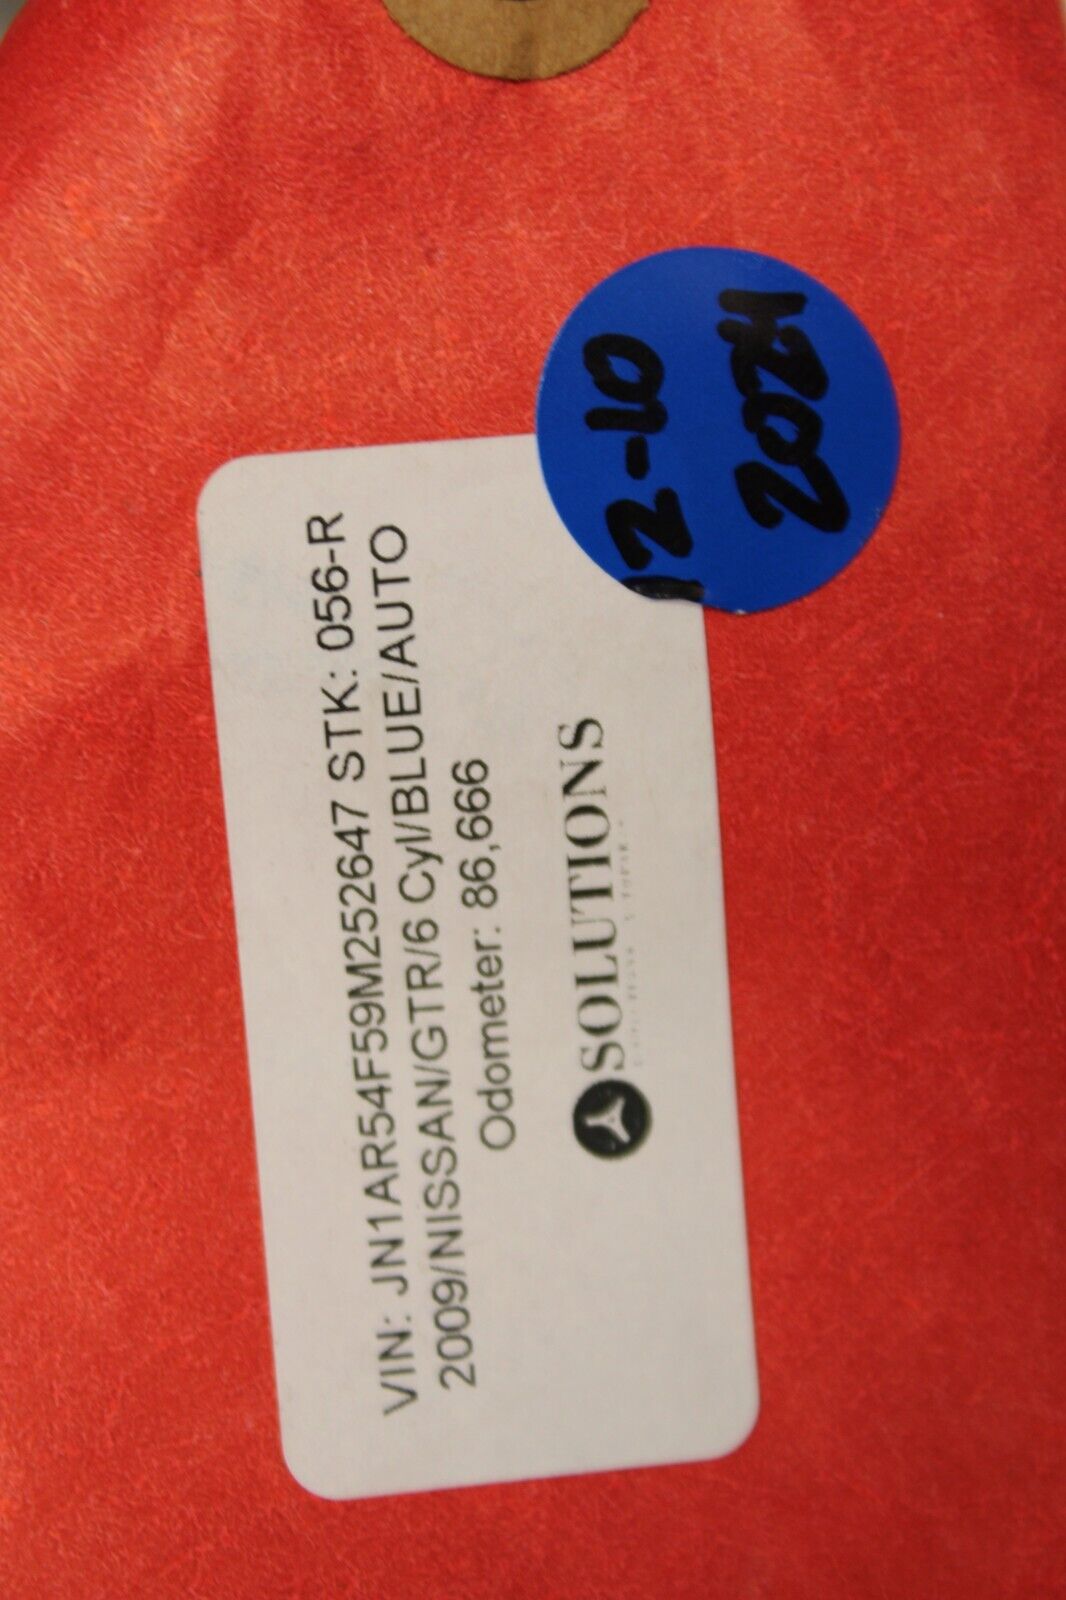 VIN: JN1AR54F59M252647 STK: 056-R
2009/NISSAN/GTR/6 Cyl/BLUE/AUTO
Odometer: 86,666
SOLUTIONS
12-10
2024